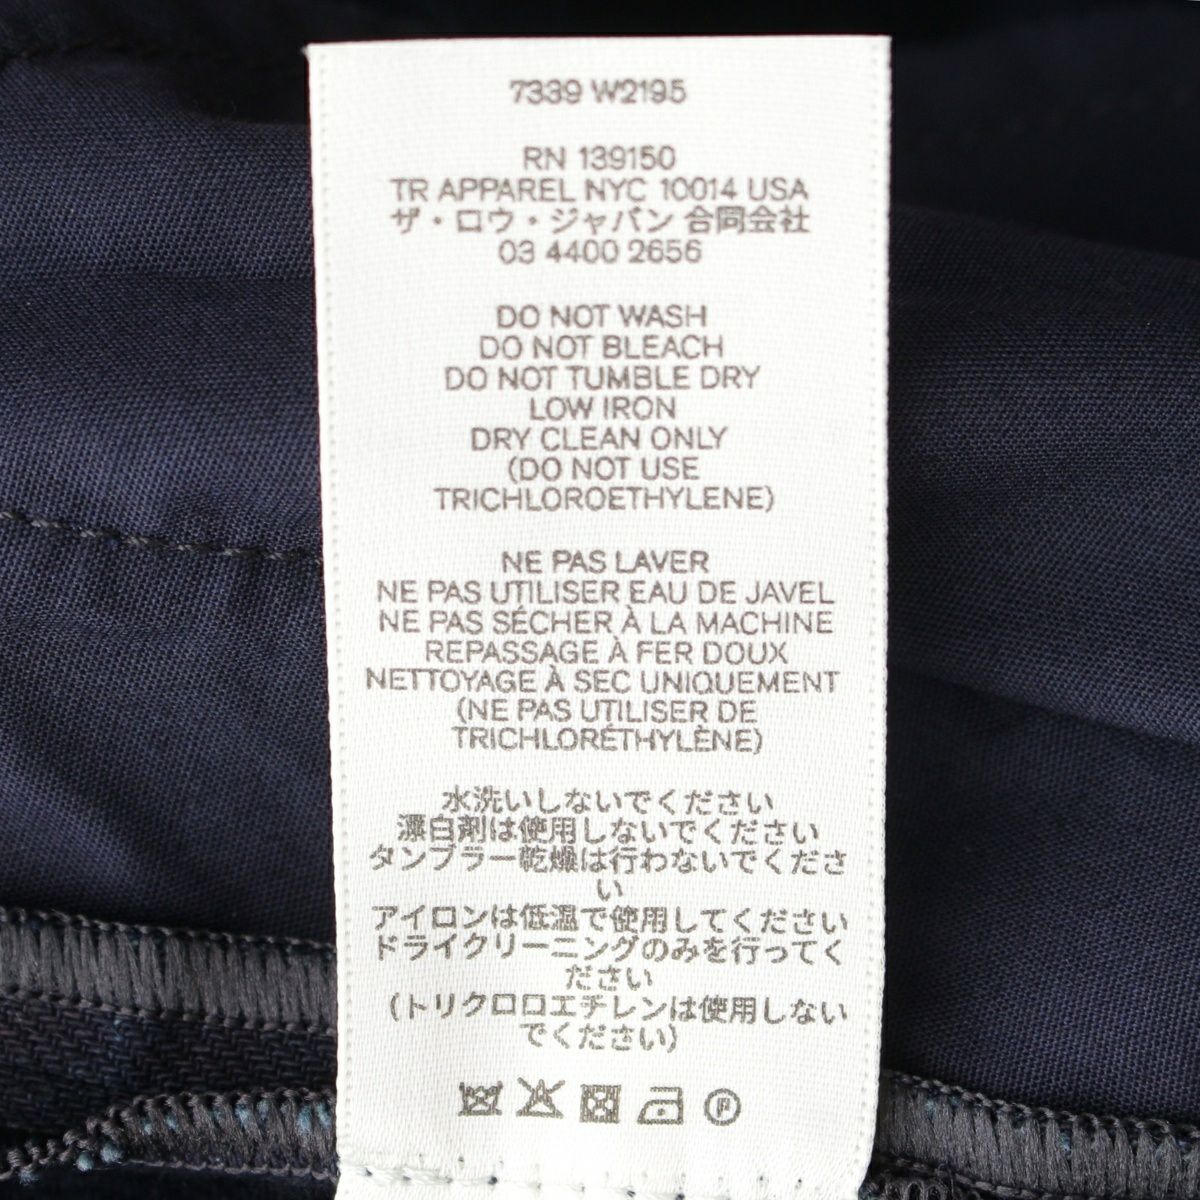 7339 W2195
RN 139150
TR APPAREL NYC 10014 USA
ザ・ロウ・ジャパン 合同会社
03 4400 2656
DO NOT WASH
DO NOT BLEACH
DO NOT TUMBLE DRY
LOW IRON
DRY CLEAN ONLY
(DO NOT USE
TRICHLOROETHYLENE)
NE PAS LAVER
NE PAS UTILISER EAU DE JAVEL
NE PAS SÉCHER À LA MACHINE
REPASSAGE À FER DOUX
NETTOYAGE À SEC UNIQUEMENT
(NE PAS UTILISER DE
TRICHLORÉTHYLÈNE)
水洗いしないでください
漂白剤は使用しないでください
タンブラー乾燥は行わないでくださ
い
アイロンは低温で使用してください
ドライクリーニングのみを行ってく
ださい
(トリクロロエチレンは使用しない
でください)
P